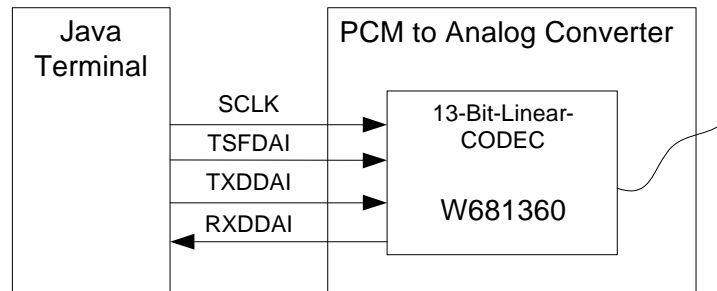 Java
Terminal
PCM to Analog Converter
SCLK
TSFDAI
TXDDAI
RXDDAI
13-Bit-Linear-
CODEC
W681360